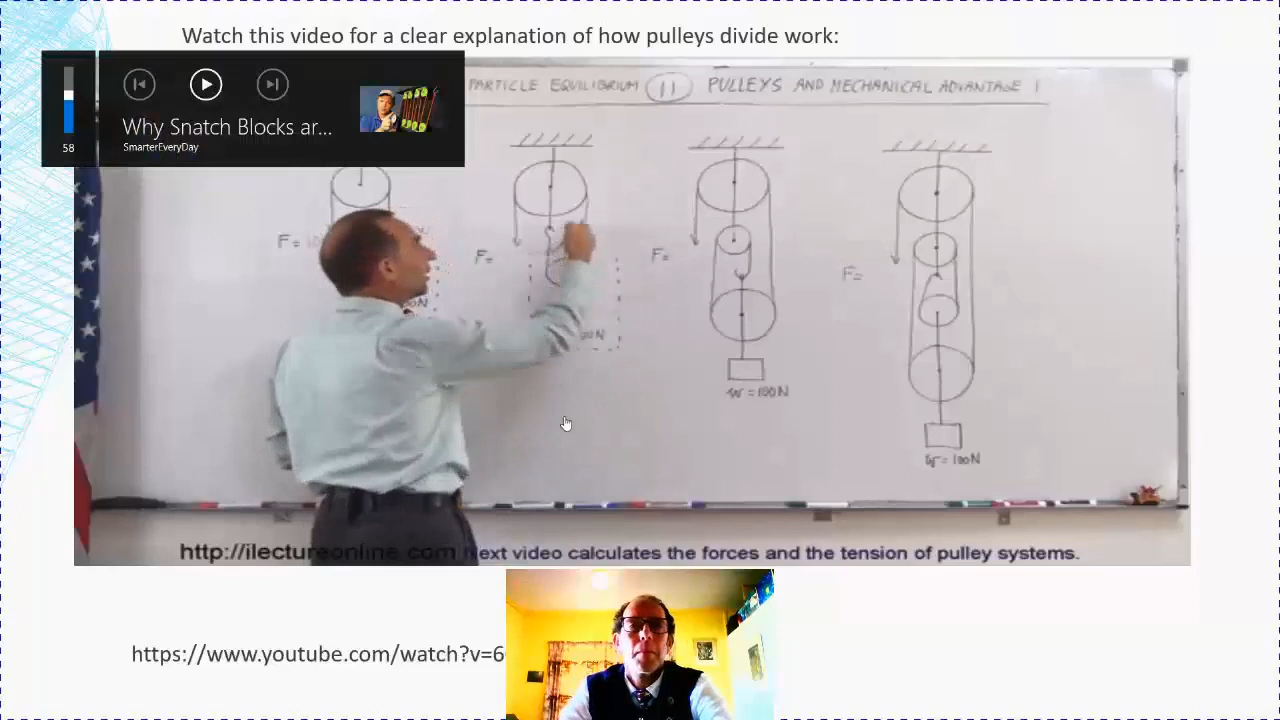 Watch this video for a clear explanation of how pulleys divide work:
PARTICLE EQUILIBRIUM 11 PULLEYS AND MECHANICAL ADVANTAGE 1
Why Snatch Blocks ar...
SmarterEveryDay
58
F=
F=
F=
F=
W=100N
W=100N
http://ilectureonline.com Next video calculates the forces and the tension of pulley systems.
https://www.youtube.com/watch?v=6